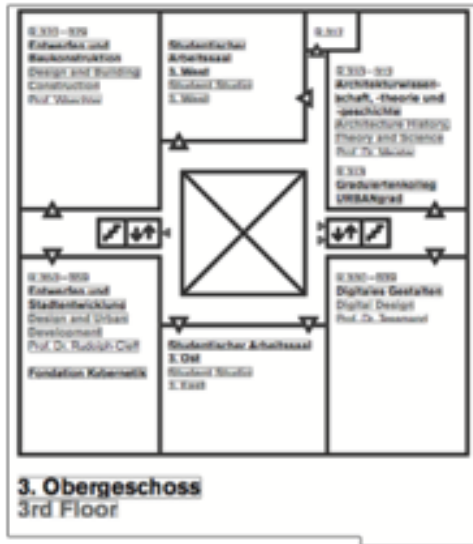 Entwerfen und
Baukonstruktion
Design and Building
Construction
Studentischer
Arbeitssaal
3. West
Student Studio
3. West
Architekturwissen-
schaft, -theorie und
-geschichte
Architecture History,
Theory and Science
Graduiertenkolleg
URBANgrad
Entwerfen und
Stadtentwicklung
Design and Urban
Development
Prof. Dr. Rudolph
Fondation Kybernetik
Studentischer Arbeitssaal
3. Ost
Student Studio
3. East
Digitales Gestalten
Digital Design
3. Obergeschoss
3rd Floor